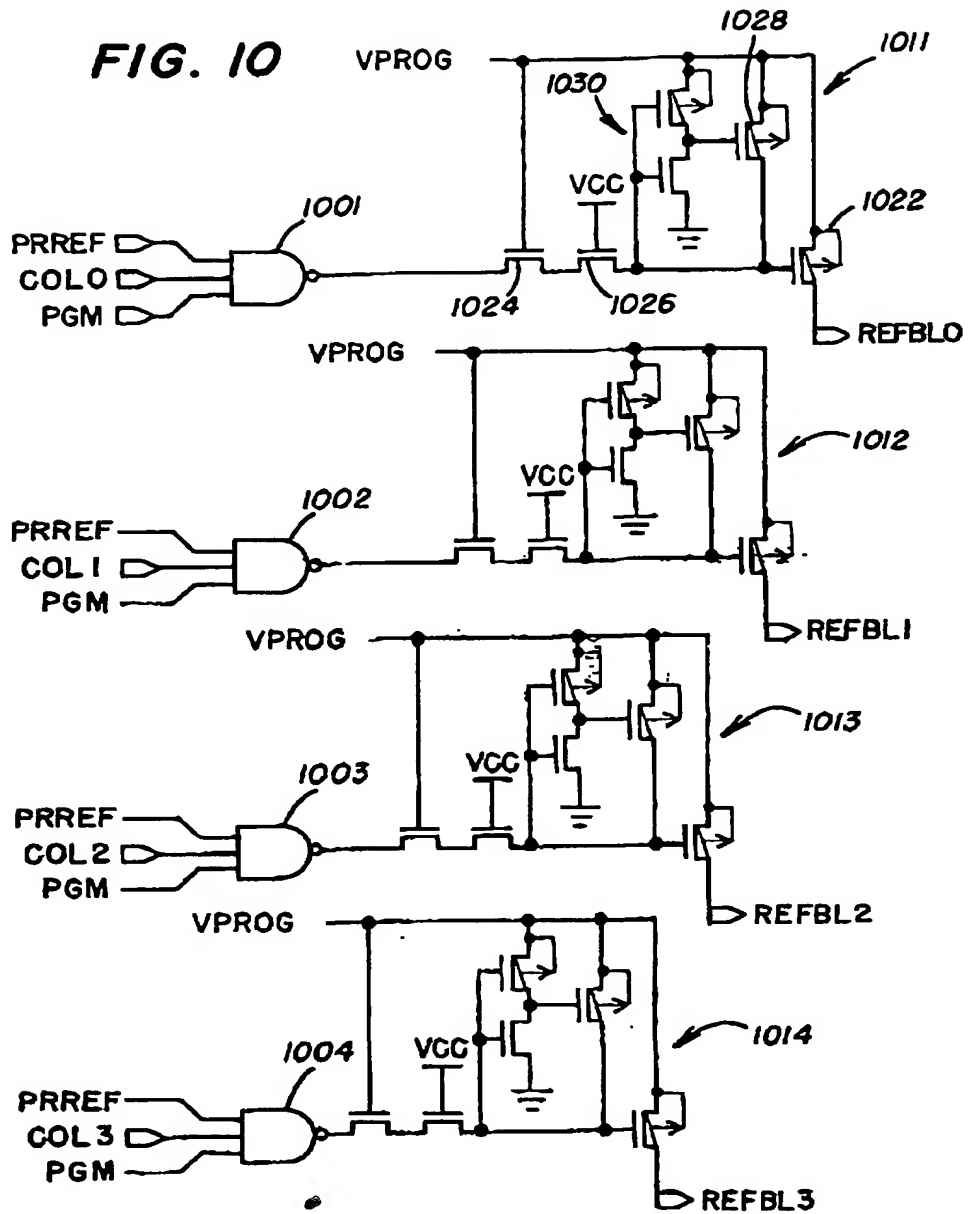 FIG. 10
VPROG
1028
1011
1030
VCC
1022
1001
PRREF
COL0
PGM
1024
1026
REFBL0
VPROG
VCC
1012
1002
PRREF
COL1
PGM
REFBL1
VPROG
VCC
1013
1003
PRREF
COL2
PGM
REFBL2
VPROG
VCC
1014
1004
PRREF
COL3
PGM
REFBL3